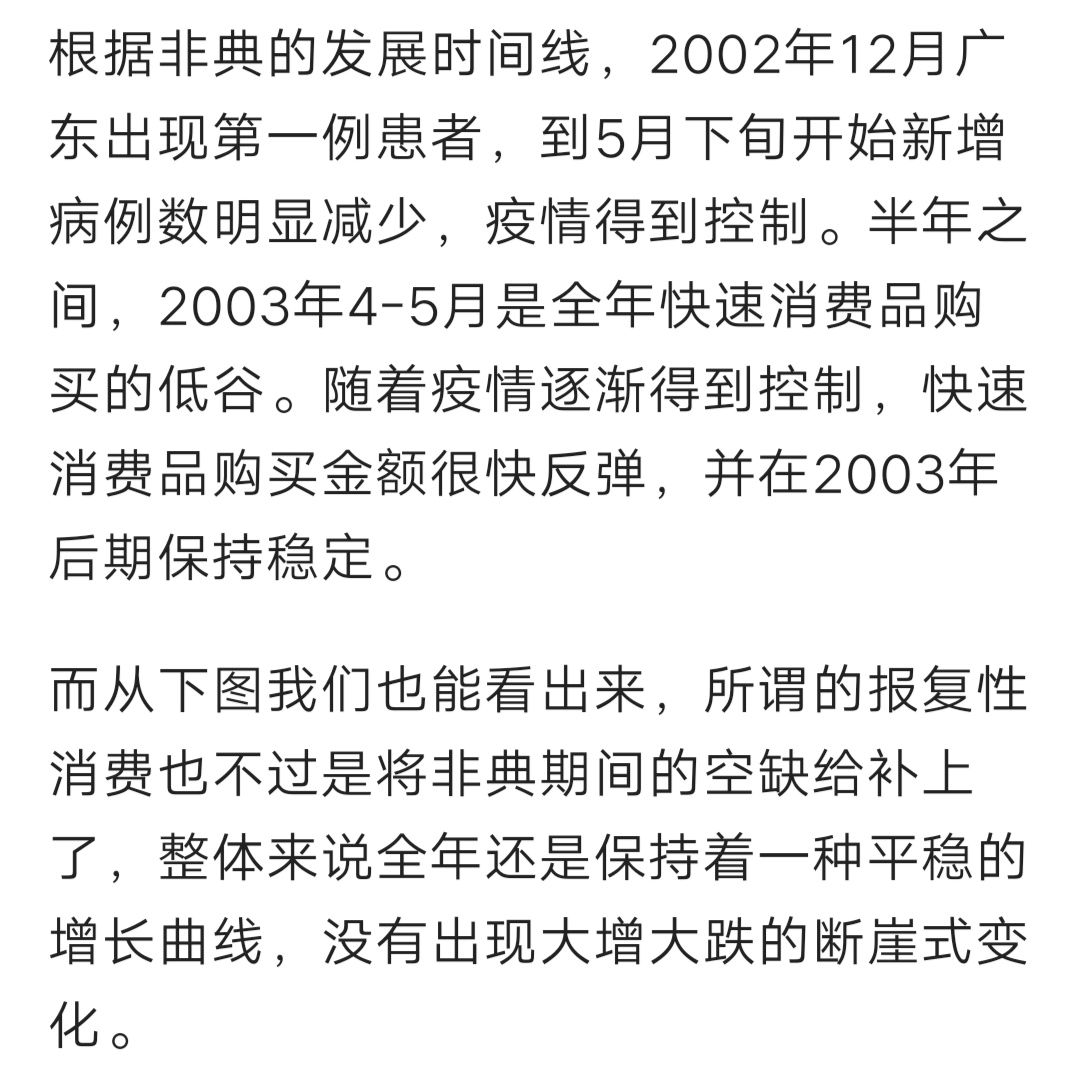 根据非典的发展时间线，2002年12月广
东出现第一例患者，到5月下旬开始新增
病例数明显减少，疫情得到控制。半年之
间，2003年4-5月是全年快速消费品购
买的低谷。随着疫情逐渐得到控制，快速
消费品购买金额很快反弹，并在2003年
后期保持稳定。
而从下图我们也能看出来，所谓的报复性
消费也不过是将非典期间的空缺给补上
了，整体来说全年还是保持着一种平稳的
增长曲线，没有出现大增大跌的断崖式变
化。